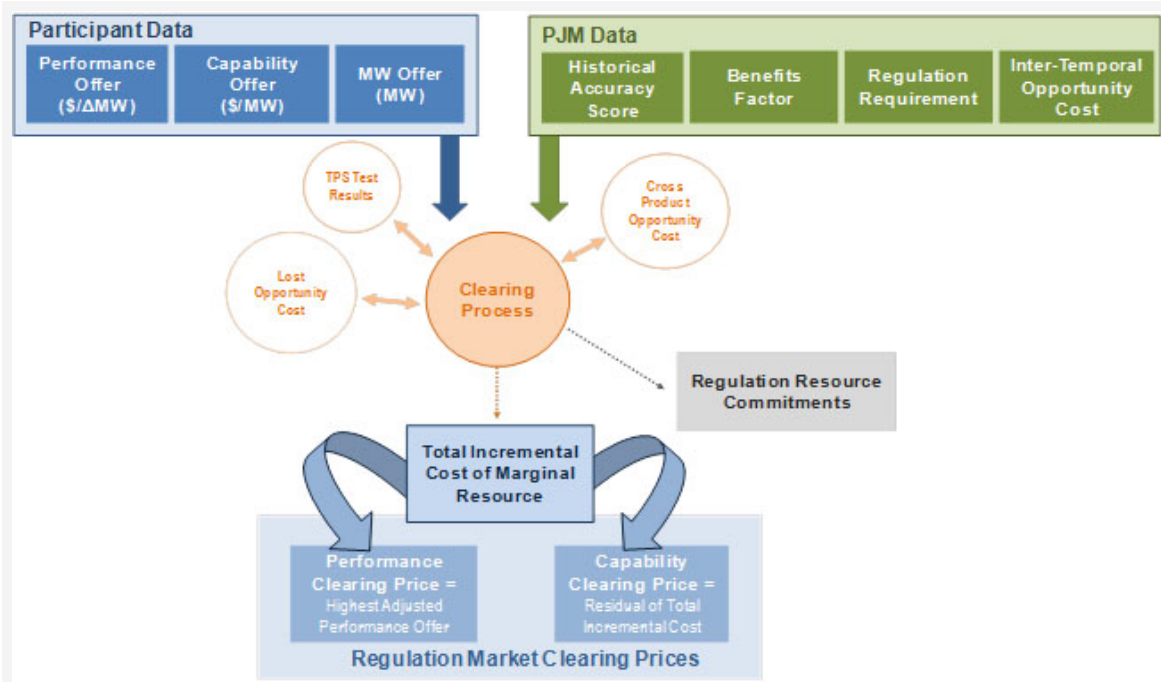 Participant Data
Performance
Offer
($/ΔMW)
Capability
Offer
($/MW)
MW Offer
(MW)
PJM Data
Historical
Accuracy
Score
Benefits
Factor
Regulation
Requirement
Inter-Temporal
Opportunity
Cost
TPS Test
Results
Cross
Product
Opportunity
Cost
Lost
Opportunity
Cost
Clearing
Process
Regulation Resource
Commitments
Total Incremental
Cost of Marginal
Resource
Performance
Clearing Price =
Highest Adjusted
Performance Offer
Capability
Clearing Price =
Residual of Total
Incremental Cost
Regulation Market Clearing Prices